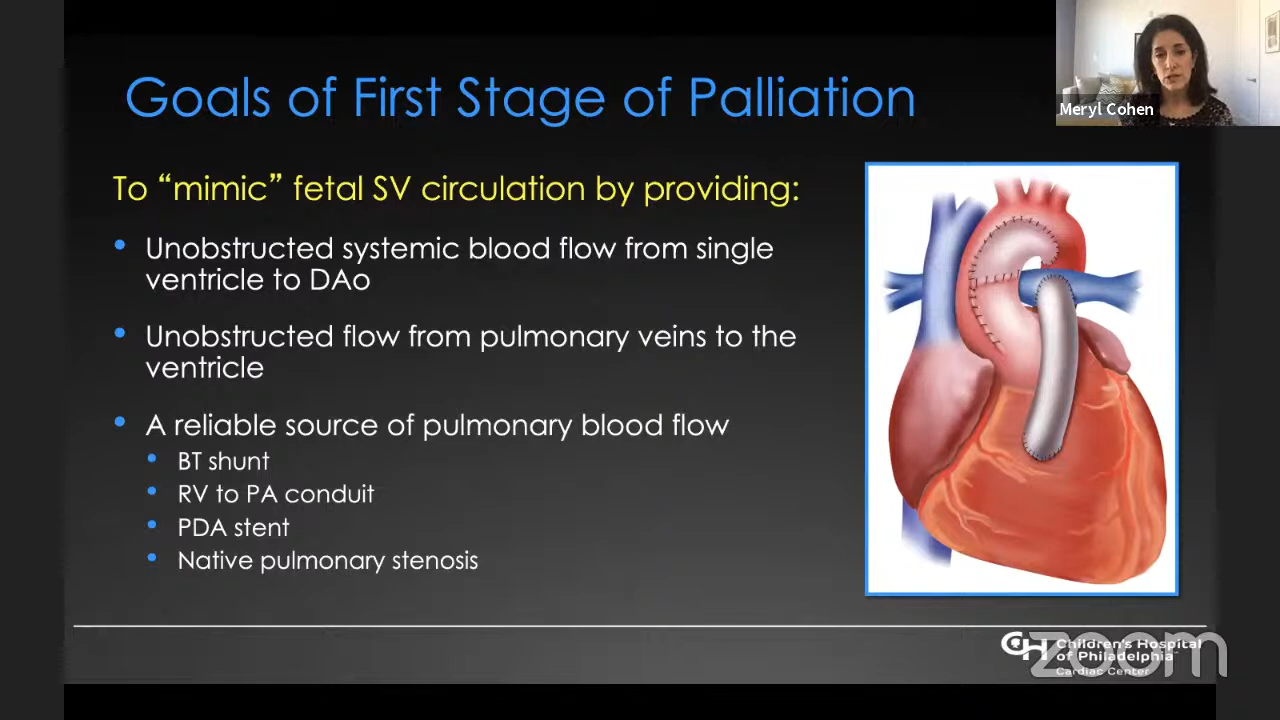 Goals of First Stage of Palliation
Meryl Cohen
To “mimic” fetal SV circulation by providing:
• Unobstructed systemic blood flow from single
ventricle to DAo
• Unobstructed flow from pulmonary veins to the
ventricle
• A reliable source of pulmonary blood flow
• BT shunt
• RV to PA conduit
• PDA stent
• Native pulmonary stenosis
CH Children's Hospital
of Philadelphia
Cardiac Center
zoom